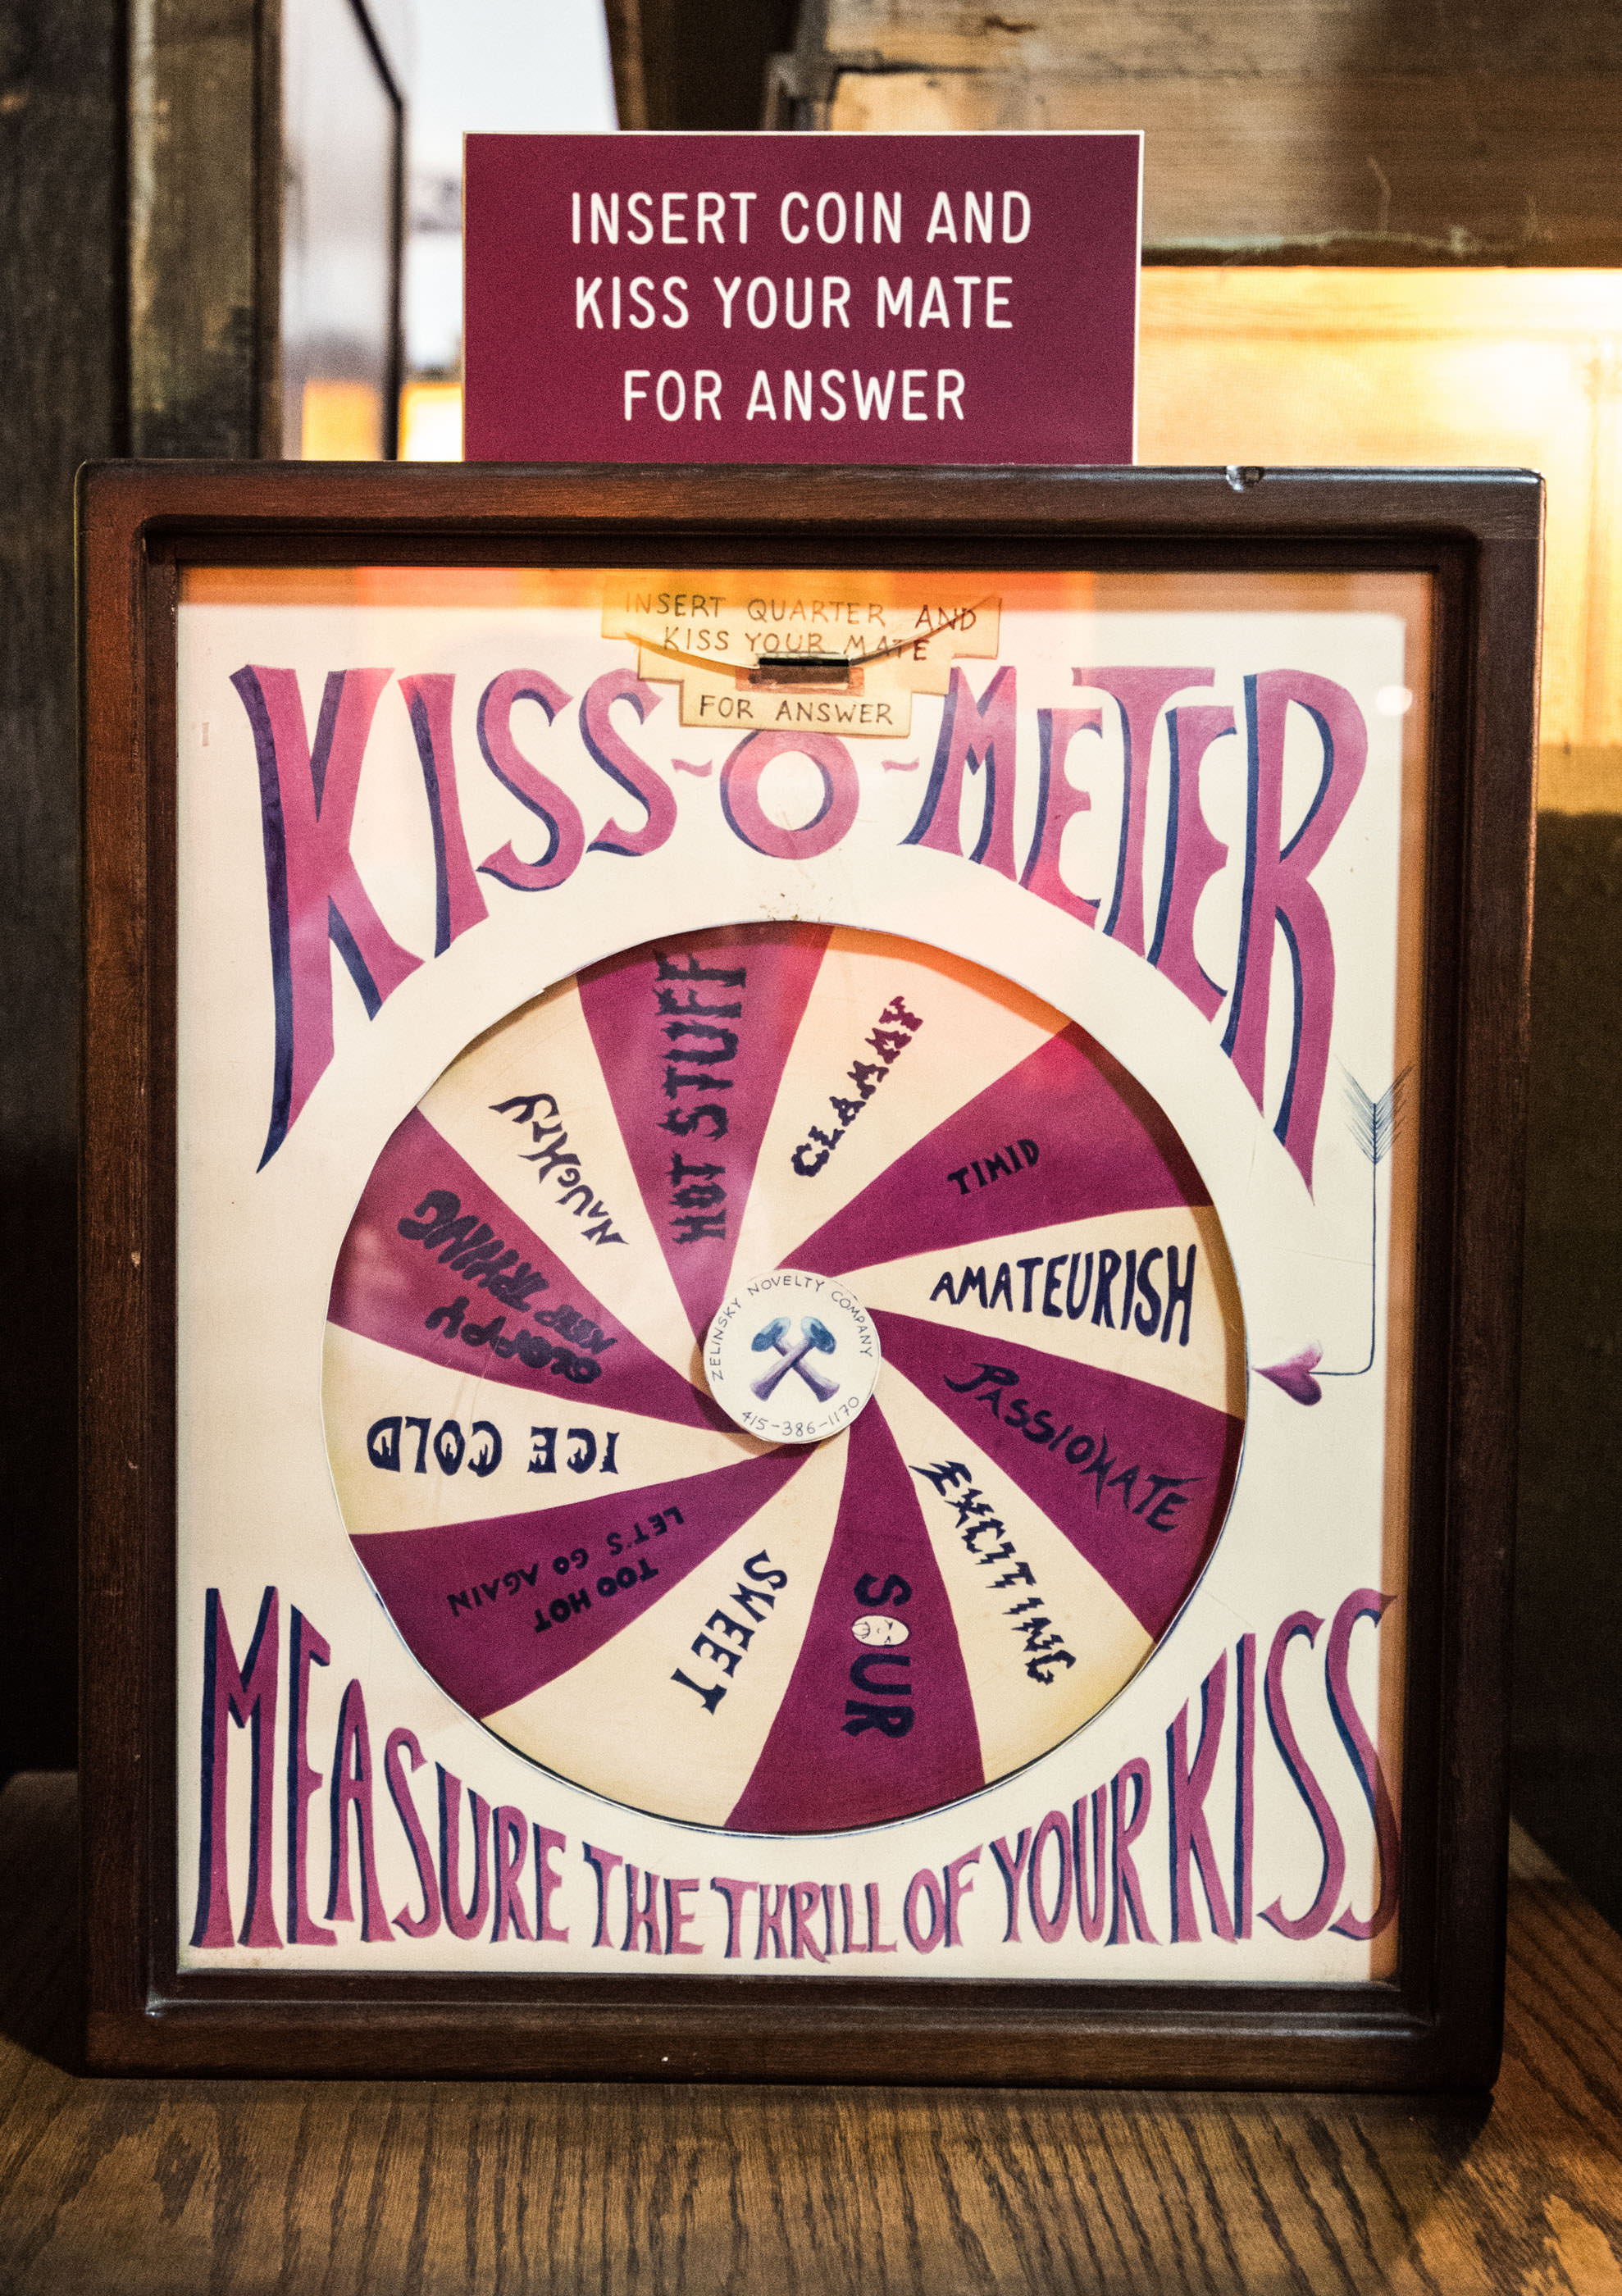 INSERT COIN AND
KISS YOUR MATE
FOR ANSWER
INSERT QUARTER AND
KISS YOUR MATE
FOR ANSWER
KISS-O-METER
HOT STUFF
CLAMMY
TIMID
AMATEURISH
PASSIONATE
EXCITING
SOUR
SWEET
TOO HOT
LET'S GO AGAIN
ICE COLD
SLOPPY
KEEP TRYING
NAUGHTY
ZELINSKY NOVELTY COMPANY
415-386-1170
MEASURE THE THRILL OF YOUR KISS